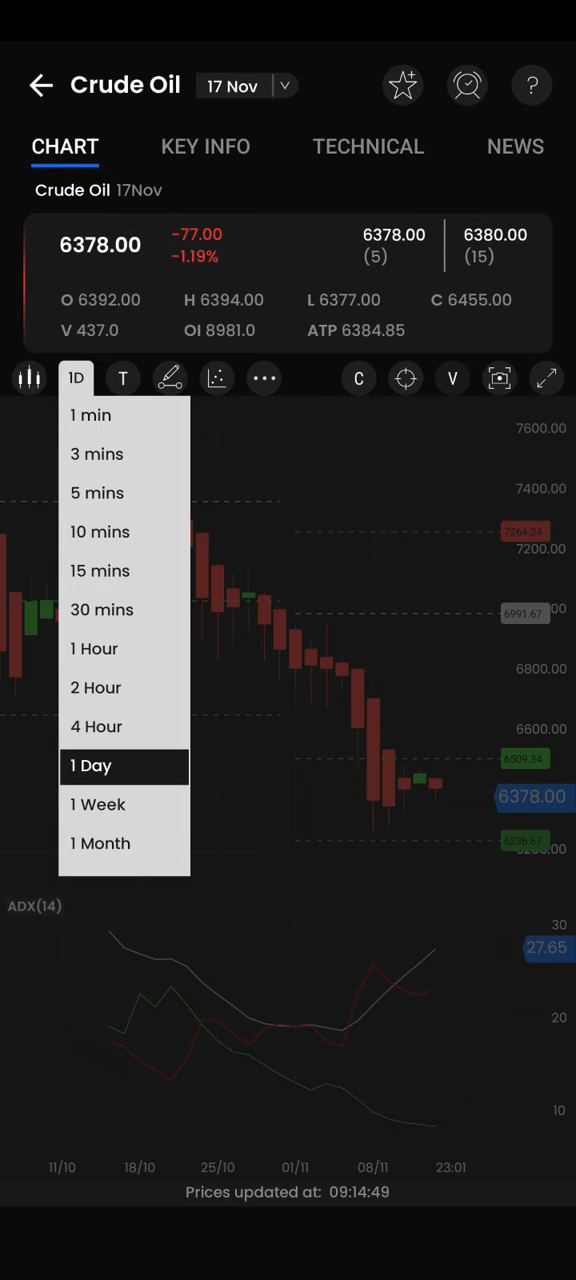 Crude Oil 17 Nov ?
CHART KEY INFO TECHNICAL NEWS
Crude Oil 17Nov
6378.00 -77.00 -1.19% 6378.00 (5) 6380.00 (15)
O 6392.00 H 6394.00 L 6377.00 C 6455.00
V 437.0 OI 8981.0 ATP 6384.85
1D T C V
1 min
3 mins
5 mins
10 mins
15 mins
30 mins
1 Hour
2 Hour
4 Hour
1 Day
1 Week
1 Month
7600.00
7400.00
7264.34
7200.00
6991.67
6800.00
6600.00
6509.34
6378.00
6236.67
ADX(14)
30
27.65
20
10
11/10 18/10 25/10 01/11 08/11 23:01
Prices updated at: 09:14:49